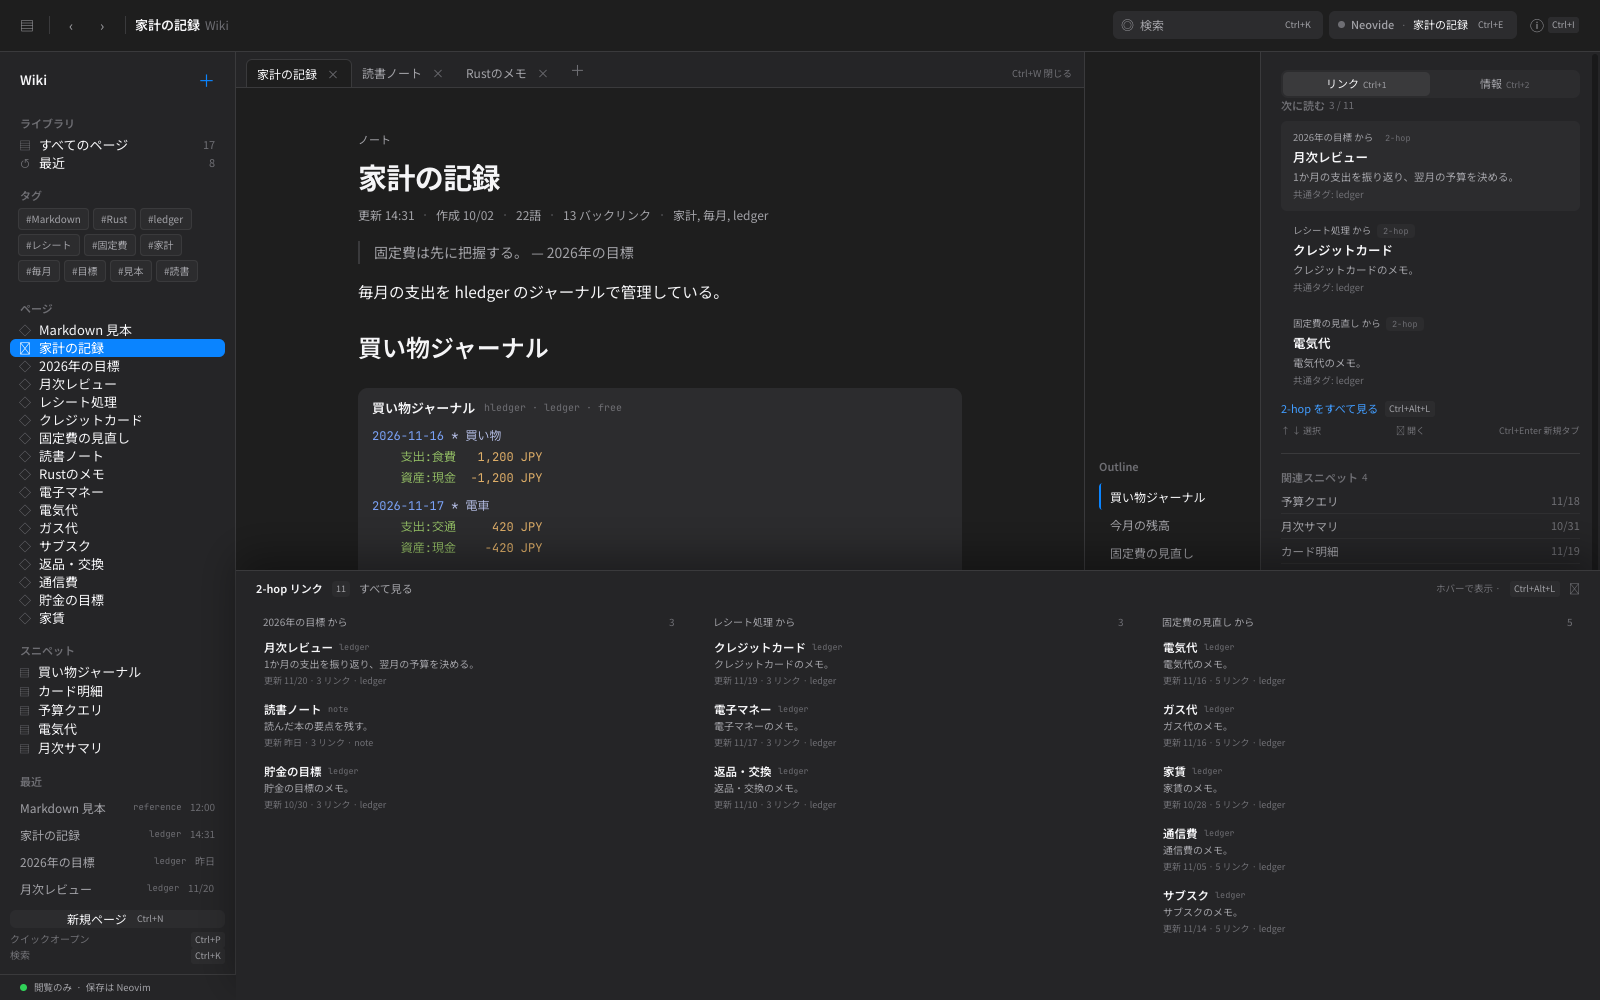 家計の記録 Wiki
検索 Ctrl+K
Neovide · 家計の記録 Ctrl+E
Ctrl+I
Wiki
ライブラリ
すべてのページ 17
最近 8
タグ
#Markdown #Rust #ledger
#レシート #固定費 #家計
#毎月 #目標 #見本 #読書
ページ
Markdown 見本
家計の記録
2026年の目標
月次レビュー
レシート処理
クレジットカード
固定費の見直し
読書ノート
Rustのメモ
電子マネー
電気代
ガス代
サブスク
返品・交換
通信費
貯金の目標
家賃
スニペット
買い物ジャーナル
カード明細
予算クエリ
電気代
月次サマリ
最近
Markdown 見本 reference 12:00
家計の記録 ledger 14:31
2026年の目標 ledger 昨日
月次レビュー ledger 11/20
新規ページ Ctrl+N
クイックオープン Ctrl+P
検索 Ctrl+K
閲覧のみ · 保存は Neovim
家計の記録
読書ノート
Rustのメモ
Ctrl+W 閉じる
ノート
家計の記録
更新 14:31 · 作成 10/02 · 22語 · 13 バックリンク · 家計, 毎月, ledger
固定費は先に把握する。 — 2026年の目標
毎月の支出を hledger のジャーナルで管理している。
買い物ジャーナル
買い物ジャーナル hledger · ledger · free
2026-11-16 * 買い物
支出:食費 1,200 JPY
資産:現金 -1,200 JPY
2026-11-17 * 電車
支出:交通 420 JPY
資産:現金 -420 JPY
Outline
買い物ジャーナル
今月の残高
固定費の見直し
リンク Ctrl+1
情報 Ctrl+2
次に読む 3 / 11
2026年の目標 から 2-hop
月次レビュー
1か月の支出を振り返り、翌月の予算を決める。
共通タグ: ledger
レシート処理 から 2-hop
クレジットカード
クレジットカードのメモ。
共通タグ: ledger
固定費の見直し から 2-hop
電気代
電気代のメモ。
共通タグ: ledger
2-hop をすべて見る Ctrl+Alt+L
↑ ↓ 選択 開く Ctrl+Enter 新規タブ
関連スニペット 4
予算クエリ 11/18
月次サマリ 10/31
カード明細 11/19
2-hop リンク 11 すべて見る
ホバーで表示 · Ctrl+Alt+L
2026年の目標 から 3
月次レビュー ledger
1か月の支出を振り返り、翌月の予算を決める。
更新 11/20 · 3 リンク · ledger
読書ノート note
読んだ本の要点を残す。
更新 昨日 · 3 リンク · note
貯金の目標 ledger
貯金の目標のメモ。
更新 10/30 · 3 リンク · ledger
レシート処理 から 3
クレジットカード ledger
クレジットカードのメモ。
更新 11/19 · 3 リンク · ledger
電子マネー ledger
電子マネーのメモ。
更新 11/17 · 3 リンク · ledger
返品・交換 ledger
返品・交換のメモ。
更新 11/10 · 3 リンク · ledger
固定費の見直し から 5
電気代 ledger
電気代のメモ。
更新 11/16 · 5 リンク · ledger
ガス代 ledger
ガス代のメモ。
更新 11/16 · 5 リンク · ledger
家賃 ledger
家賃のメモ。
更新 10/28 · 5 リンク · ledger
通信費 ledger
通信費のメモ。
更新 11/05 · 5 リンク · ledger
サブスク ledger
サブスクのメモ。
更新 11/14 · 5 リンク · ledger